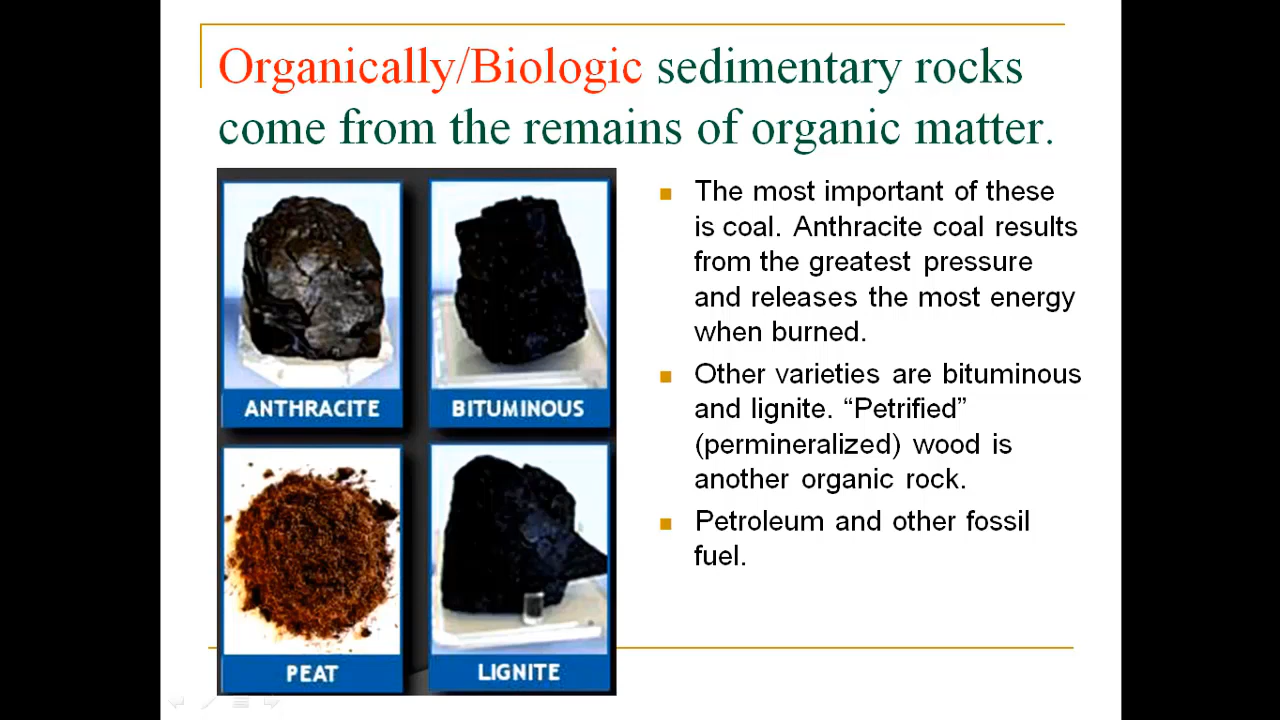 Organically/Biologic sedimentary rocks
come from the remains of organic matter.
ANTHRACITE
BITUMINOUS
PEAT
LIGNITE
The most important of these
is coal. Anthracite coal results
from the greatest pressure
and releases the most energy
when burned.
Other varieties are bituminous
and lignite. “Petrified”
(permineralized) wood is
another organic rock.
Petroleum and other fossil
fuel.